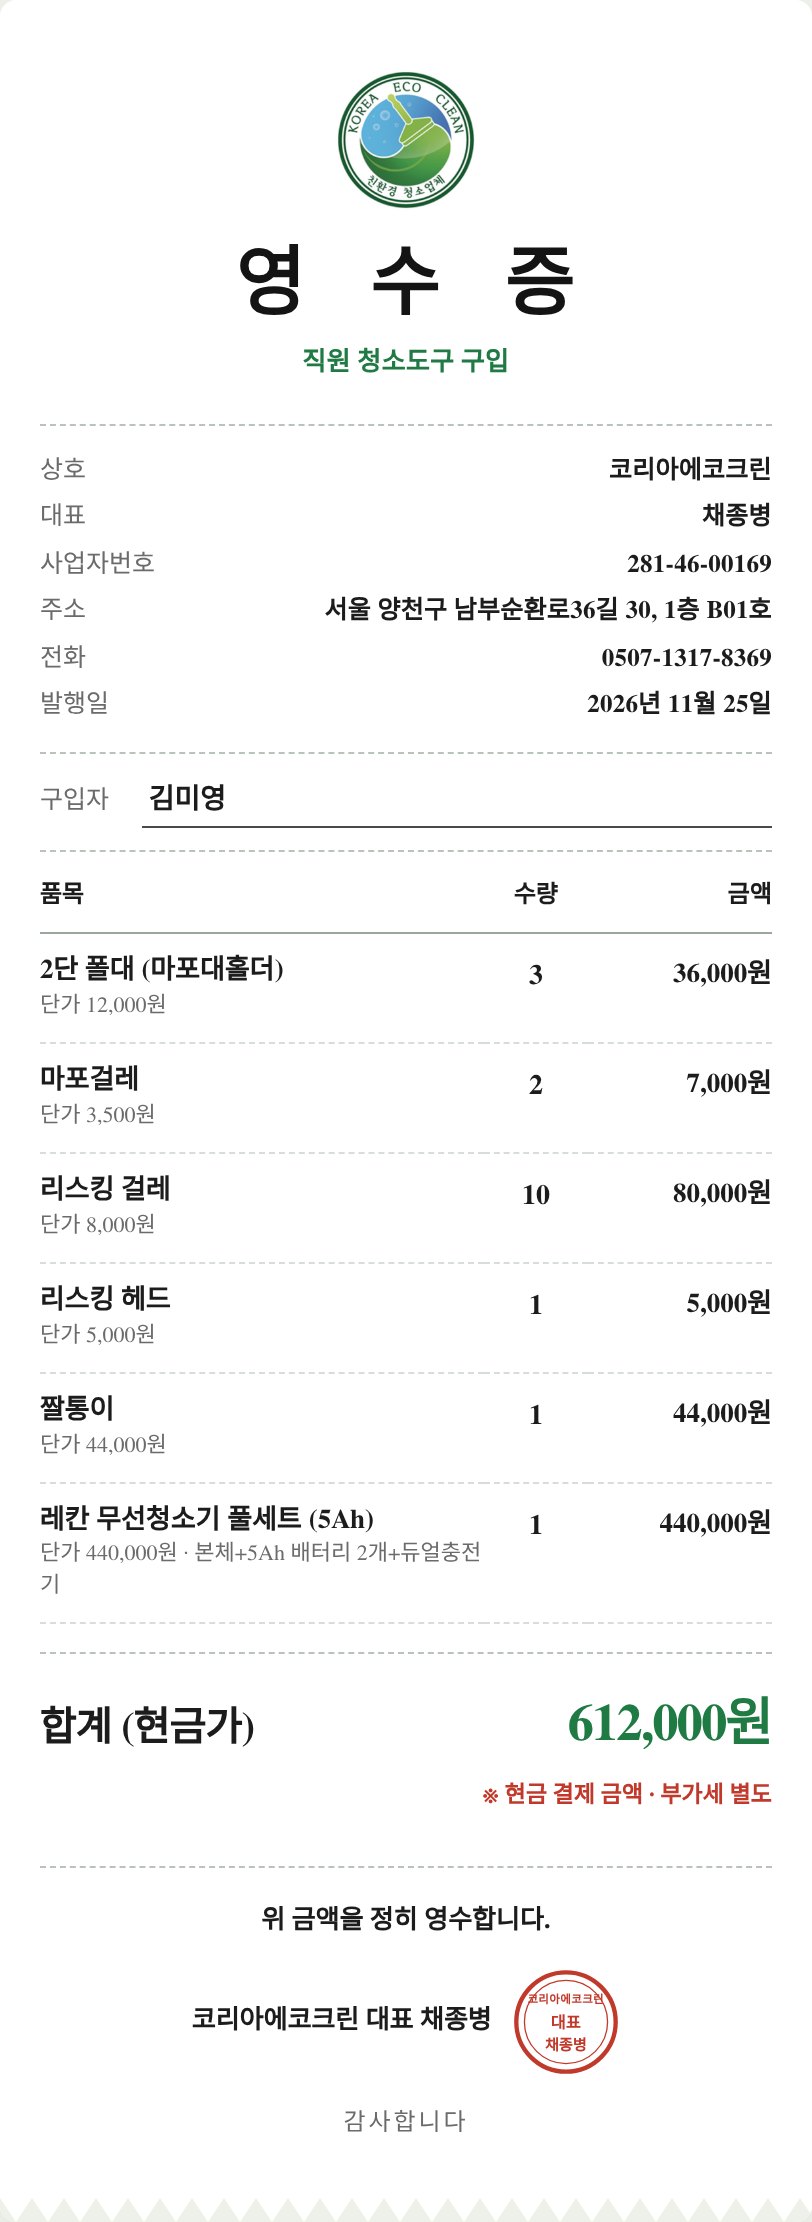 KOREA ECO CLEAN
친환경 청소업체
영 수 증
직원 청소도구 구입
상호 코리아에코크린
대표 채종병
사업자번호 281-46-00169
주소 서울 양천구 남부순환로36길 30, 1층 B01호
전화 0507-1317-8369
발행일 2026년 11월 25일
구입자 김미영
품목 수량 금액
2단 폴대 (마포대홀더) 3 36,000원
단가 12,000원
마포걸레 2 7,000원
단가 3,500원
리스킹 걸레 10 80,000원
단가 8,000원
리스킹 헤드 1 5,000원
단가 5,000원
짤통이 1 44,000원
단가 44,000원
레칸 무선청소기 풀세트 (5Ah) 1 440,000원
단가 440,000원 · 본체+5Ah 배터리 2개+듀얼충전
기
합계 (현금가) 612,000원
※ 현금 결제 금액 · 부가세 별도
위 금액을 정히 영수합니다.
코리아에코크린 대표 채종병
코리아에코크린
대표
채종병
감사합니다